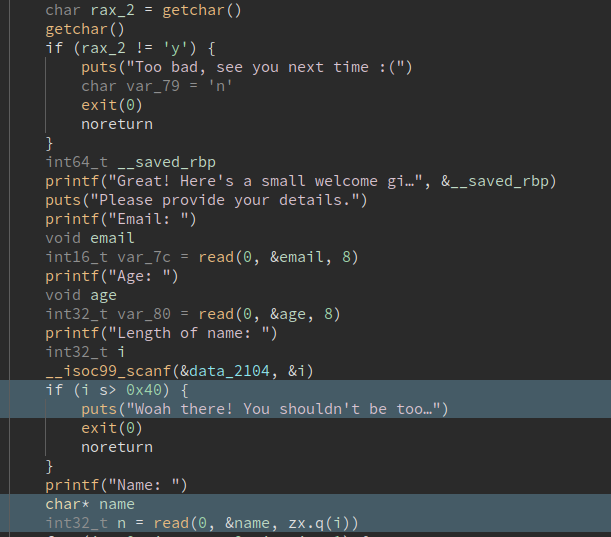 char rax_2 = getchar()
getchar()
if (rax_2 != 'y') {
puts("Too bad, see you next time :(")
char var_79 = 'n'
exit(0)
noreturn
}
int64_t __saved_rbp
printf("Great! Here's a small welcome gi…", &__saved_rbp)
puts("Please provide your details.")
printf("Email: ")
void email
int16_t var_7c = read(0, &email, 8)
printf("Age: ")
void age
int32_t var_80 = read(0, &age, 8)
printf("Length of name: ")
int32_t i
__isoc99_scanf(&data_2104, &i)
if (i s> 0x40) {
puts("Woah there! You shouldn't be too…")
exit(0)
noreturn
}
printf("Name: ")
char* name
int32_t n = read(0, &name, zx.q(i))